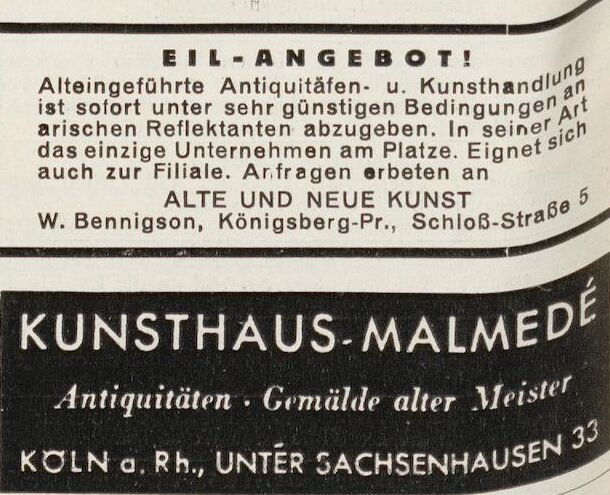 EIL-ANGEBOT!
Alteingeführte Antiquitäten- u. Kunsthandlung
ist sofort unter sehr günstigen Bedingungen an
arischen Reflektanten abzugeben. In seiner Art
das einzige Unternehmen am Platze. Eignet sich
auch zur Filiale. Anfragen erbeten an
ALTE UND NEUE KUNST
W. Bennigson, Königsberg-Pr., Schloß-Straße 5
KUNSTHAUS-MALMEDÉ
Antiquitäten · Gemälde alter Meister
KÖLN a. Rh., UNTER SACHSENHAUSEN 33